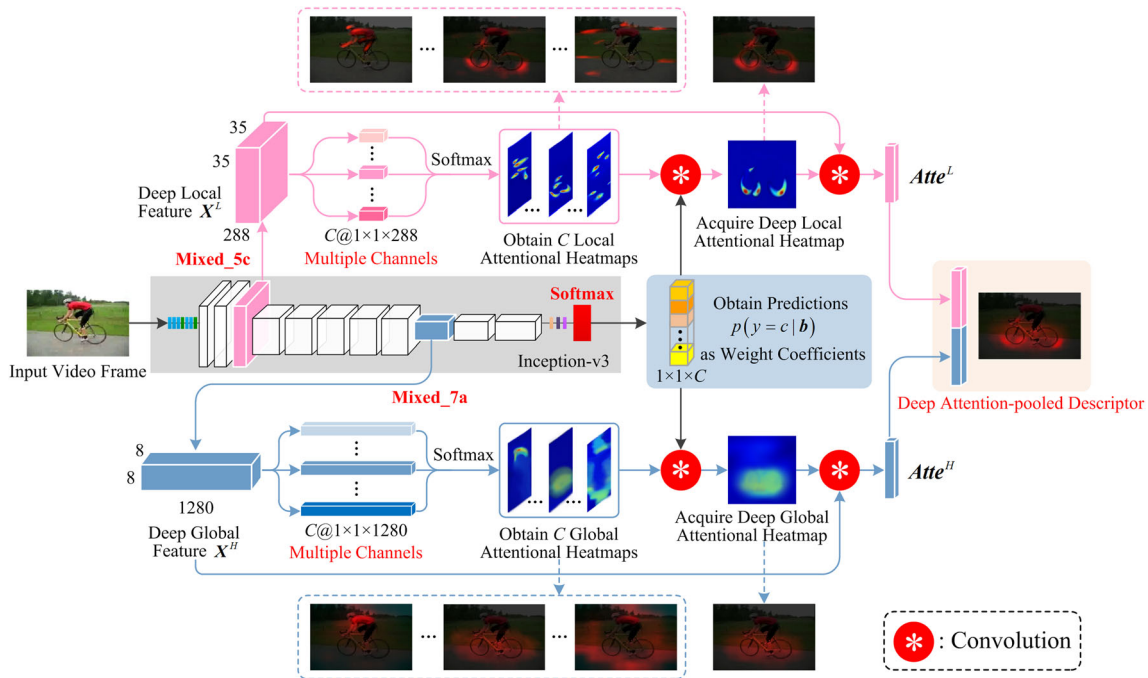 ...
...
35
35
Deep Local
Feature X^L
288
Softmax
C@1×1×288
Multiple Channels
... ...
Obtain C Local
Attentional Heatmaps
*
Acquire Deep Local
Attentional Heatmap
*
Atte^L
Mixed_5c
Input Video Frame
Softmax
Inception-v3
Obtain Predictions
p(y = c | b)
as Weight Coefficients
1×1×C
Deep Attention-pooled Descriptor
Mixed_7a
8
8
1280
Deep Global
Feature X^H
Softmax
C@1×1×1280
Multiple Channels
... ...
Obtain C Global
Attentional Heatmaps
*
Acquire Deep Global
Attentional Heatmap
*
Atte^H
...
...
* : Convolution